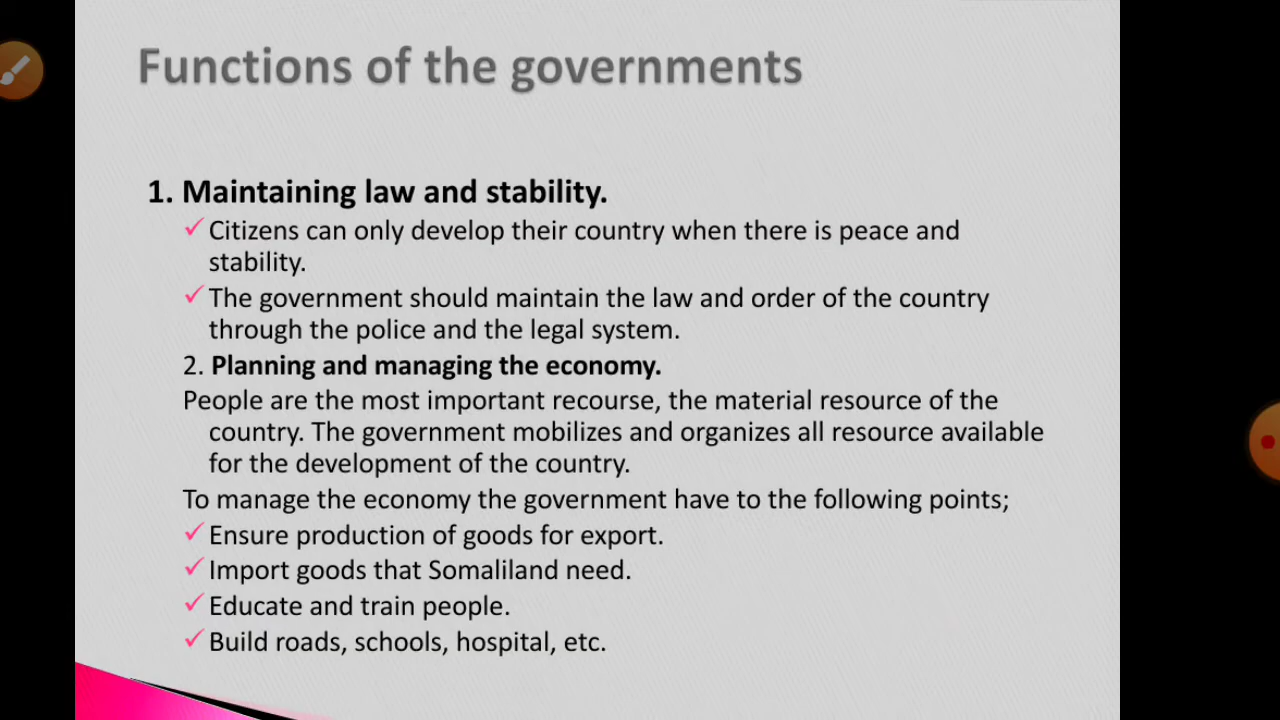 Functions of the governments
1. Maintaining law and stability.
✓ Citizens can only develop their country when there is peace and
stability.
✓ The government should maintain the law and order of the country
through the police and the legal system.
2. Planning and managing the economy.
People are the most important recourse, the material resource of the
country. The government mobilizes and organizes all resource available
for the development of the country.
To manage the economy the government have to the following points;
✓ Ensure production of goods for export.
✓ Import goods that Somaliland need.
✓ Educate and train people.
✓ Build roads, schools, hospital, etc.